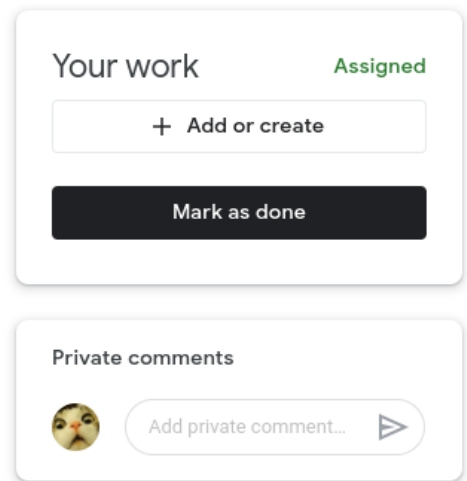 Your work
Assigned
+ Add or create
Mark as done
Private comments
Add private comment...